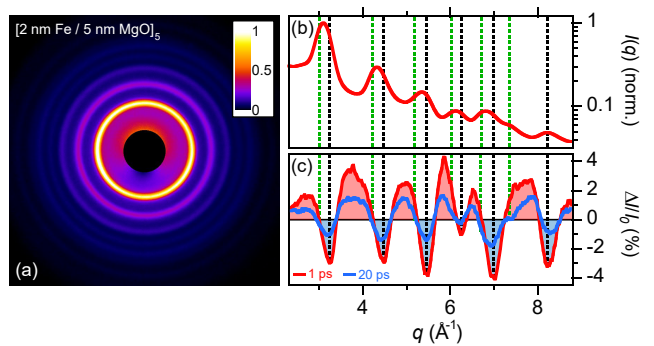 [2 nm Fe / 5 nm MgO]5
1
0.5
0
(a)
(b)
1
0.1
I(q) (norm.)
(c)
4
2
0
-2
-4
ΔI/I0 (%)
1 ps
20 ps
4
6
8
q (Å-1)